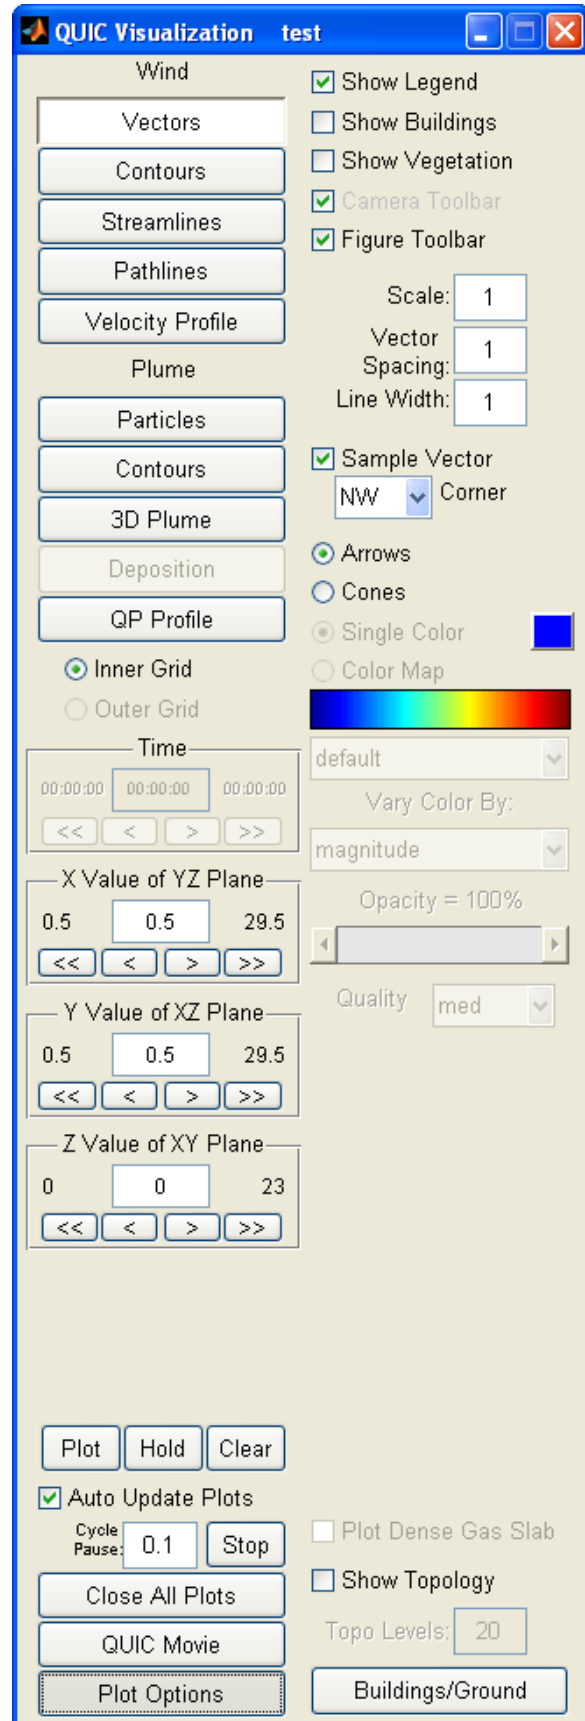 QUIC Visualization test
Wind
Vectors
Contours
Streamlines
Pathlines
Velocity Profile
Plume
Particles
Contours
3D Plume
Deposition
QP Profile
Inner Grid
Outer Grid
Time
00:00:00 00:00:00 00:00:00
<< < > >>
X Value of YZ Plane
0.5 0.5 29.5
<< < > >>
Y Value of XZ Plane
0.5 0.5 29.5
<< < > >>
Z Value of XY Plane
0 0 23
<< < > >>
Plot Hold Clear
Auto Update Plots
Cycle
Pause: 0.1 Stop
Close All Plots
QUIC Movie
Plot Options
Show Legend
Show Buildings
Show Vegetation
Camera Toolbar
Figure Toolbar
Scale: 1
Vector
Spacing: 1
Line Width: 1
Sample Vector
NW Corner
Arrows
Cones
Single Color
Color Map
default
Vary Color By:
magnitude
Opacity = 100%
Quality med
Plot Dense Gas Slab
Show Topology
Topo Levels: 20
Buildings/Ground